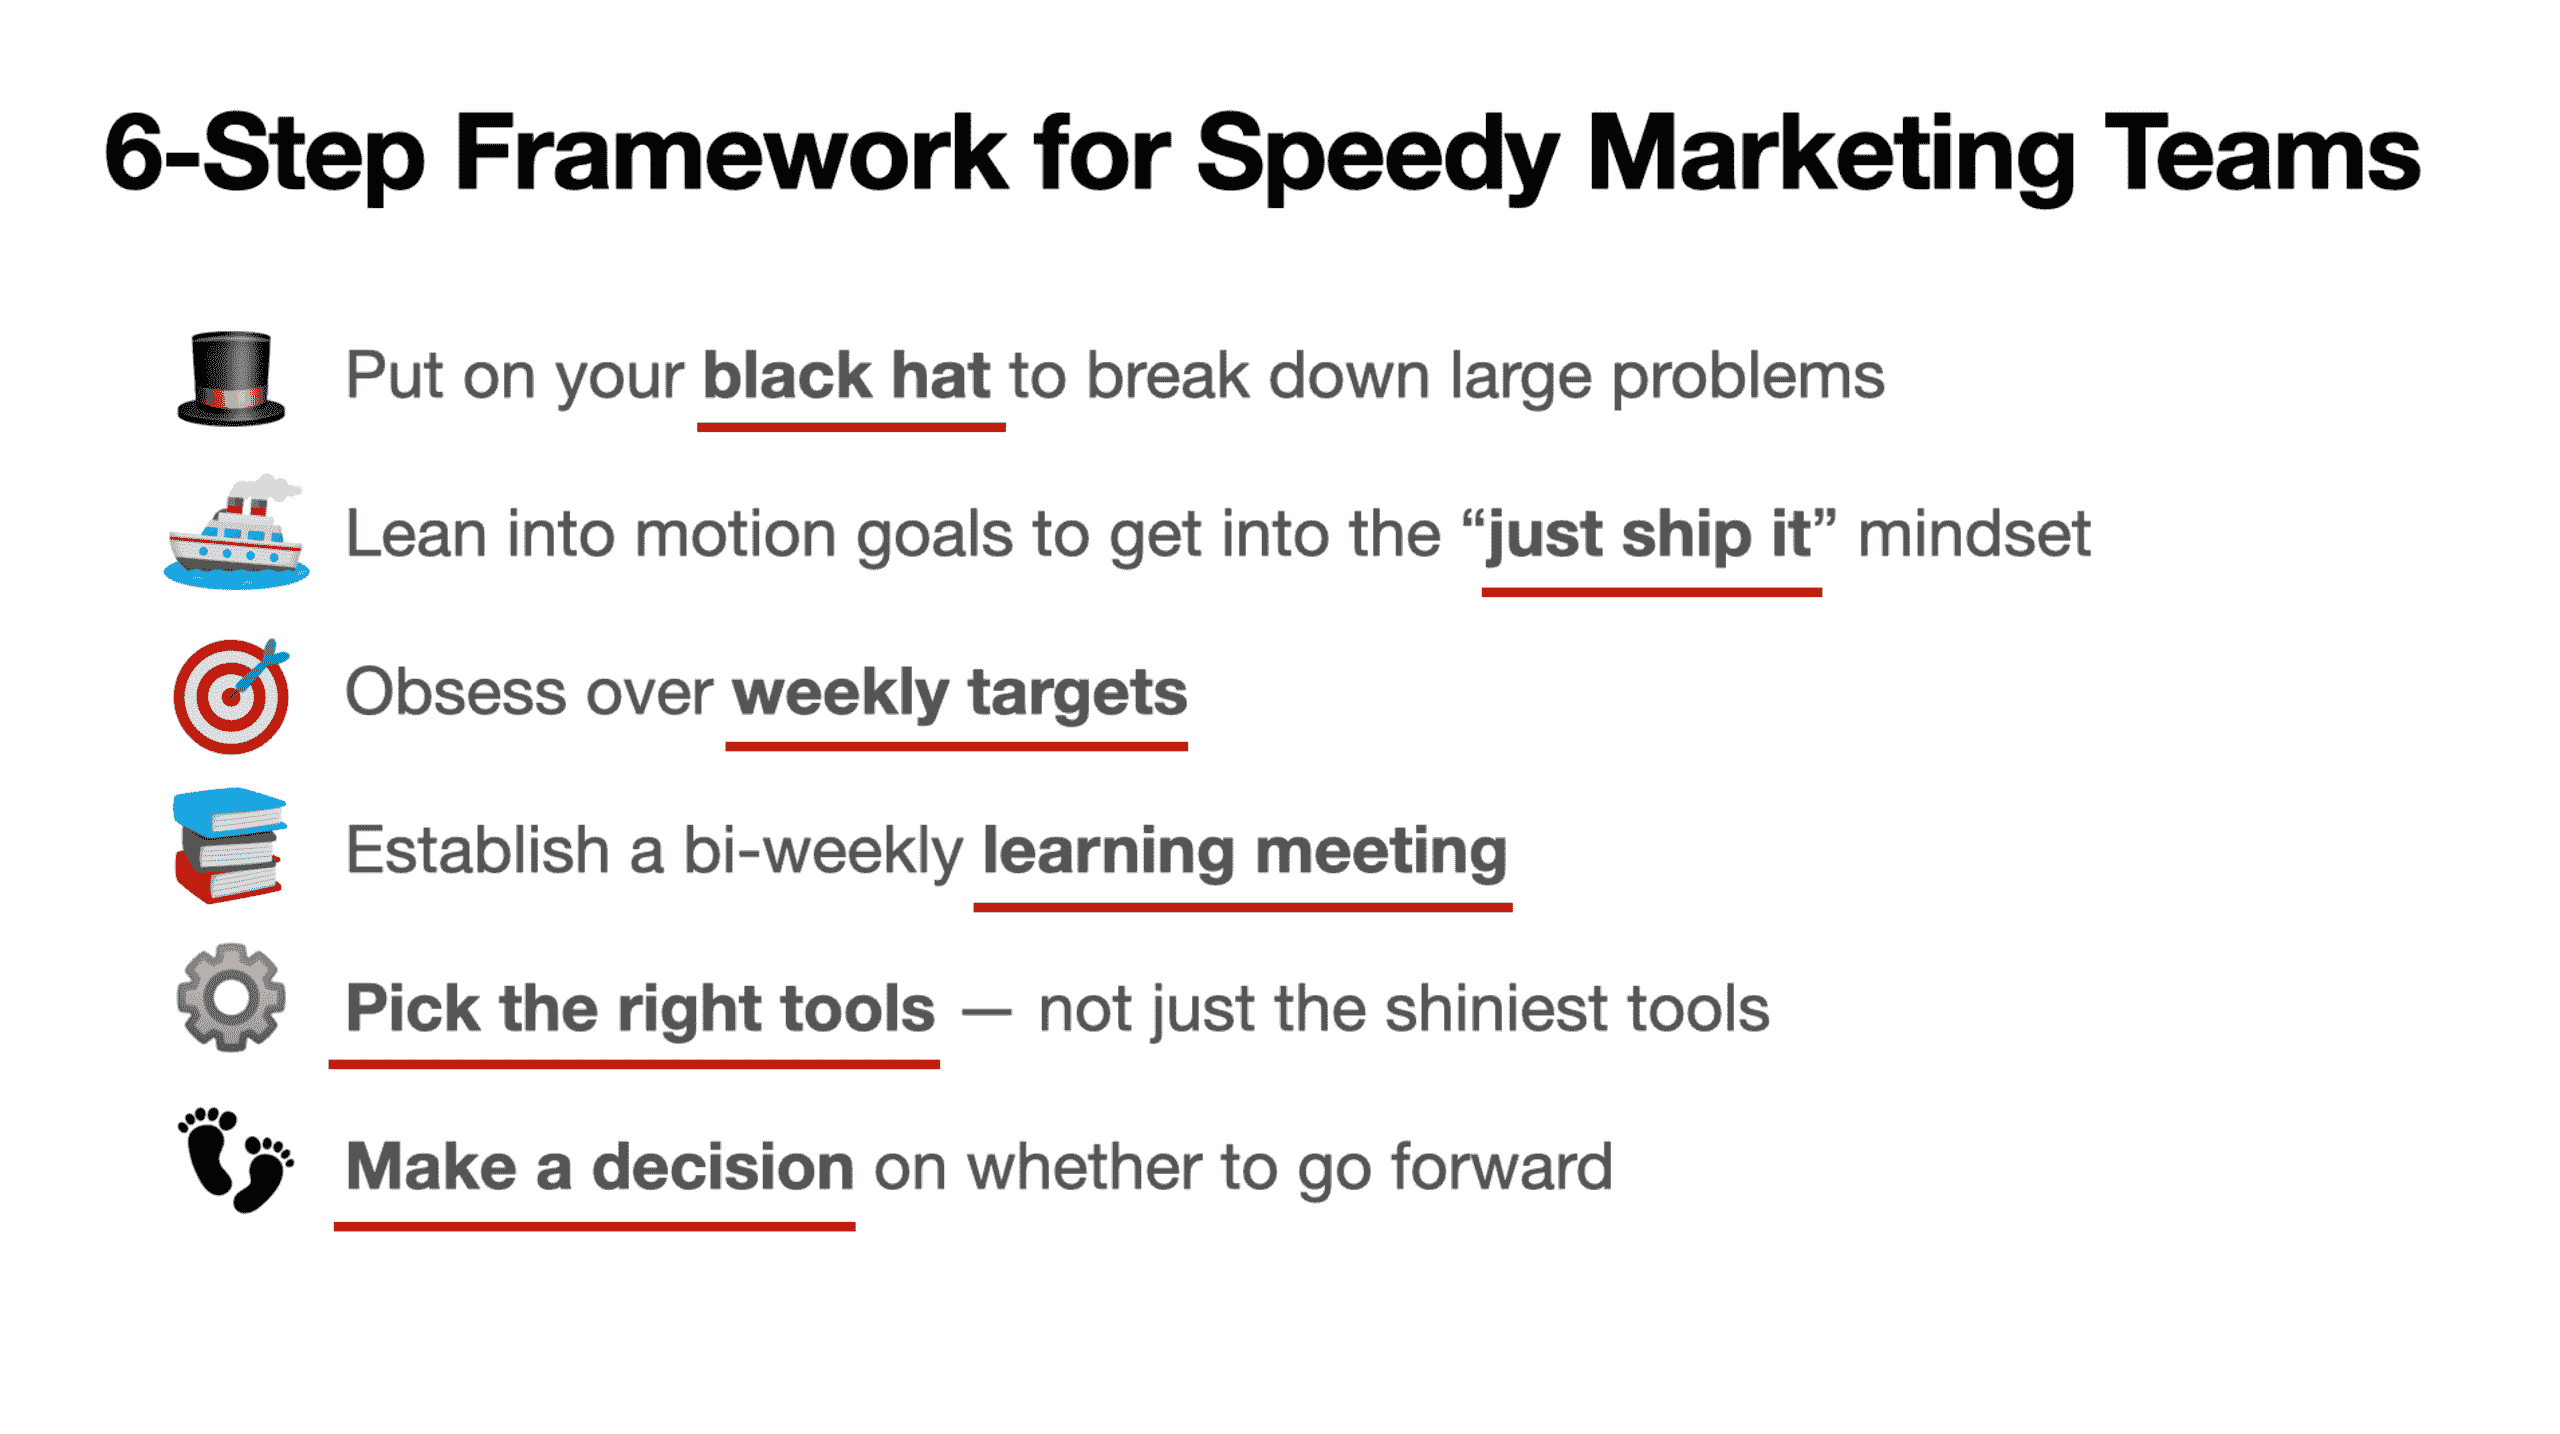 6-Step Framework for Speedy Marketing Teams
Put on your black hat to break down large problems
Lean into motion goals to get into the “just ship it” mindset
Obsess over weekly targets
Establish a bi-weekly learning meeting
Pick the right tools — not just the shiniest tools
Make a decision on whether to go forward